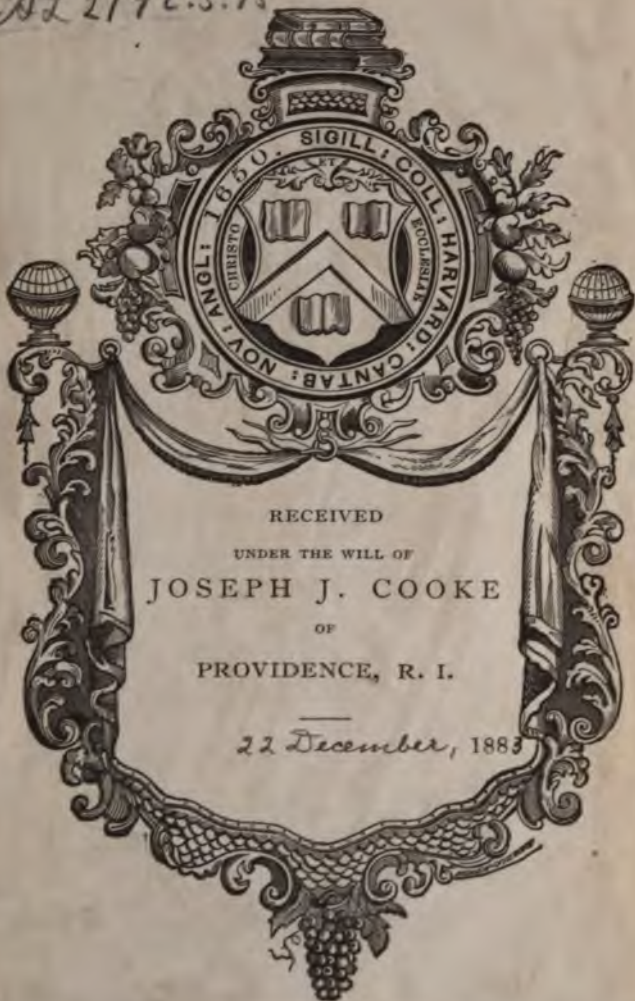 SIGILL: COLL: HARVARD: CANTAB: NOV: ANGL: 1650.
ET
CHRISTO
ECCLESIAE
RECEIVED
UNDER THE WILL OF
JOSEPH J. COOKE
OF
PROVIDENCE, R. I.
22 December, 1883